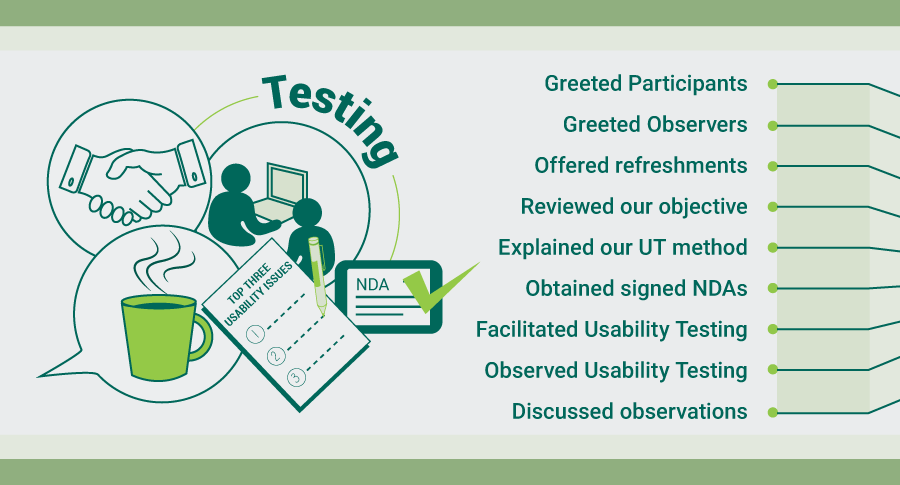 Testing
TOP THREE
USABILITY ISSUES
1
2
3
NDA
Greeted Participants
Greeted Observers
Offered refreshments
Reviewed our objective
Explained our UT method
Obtained signed NDAs
Facilitated Usability Testing
Observed Usability Testing
Discussed observations